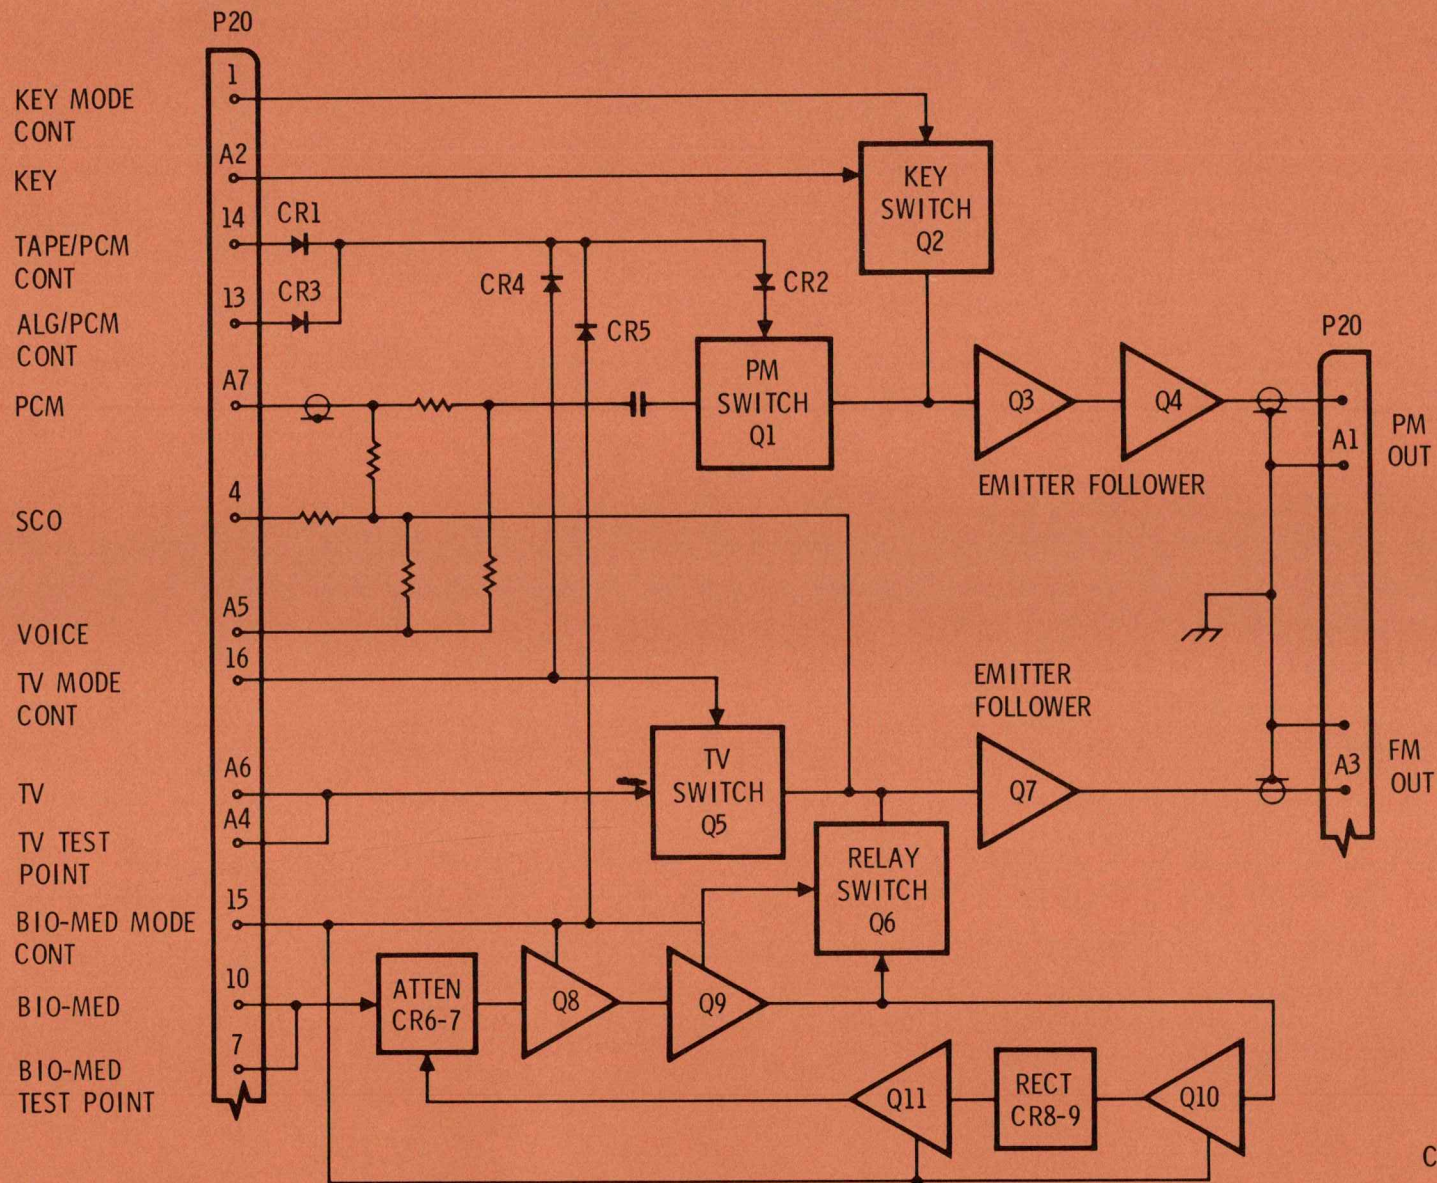 P20
1
KEY MODE
CONT
A2
KEY
14
CR1
TAPE/PCM
CONT
13
CR3
ALG/PCM
CONT
A7
PCM
4
SCO
A5
VOICE
16
TV MODE
CONT
A6
TV
A4
TV TEST
POINT
15
BIO-MED MODE
CONT
10
BIO-MED
7
BIO-MED
TEST POINT
KEY
SWITCH
Q2
CR4
CR5
CR2
PM
SWITCH
Q1
Q3
Q4
EMITTER FOLLOWER
P20
A1
PM
OUT
TV
SWITCH
Q5
EMITTER
FOLLOWER
Q7
A3
FM
OUT
RELAY
SWITCH
Q6
ATTEN
CR6-7
Q8
Q9
Q11
RECT
CR8-9
Q10
C